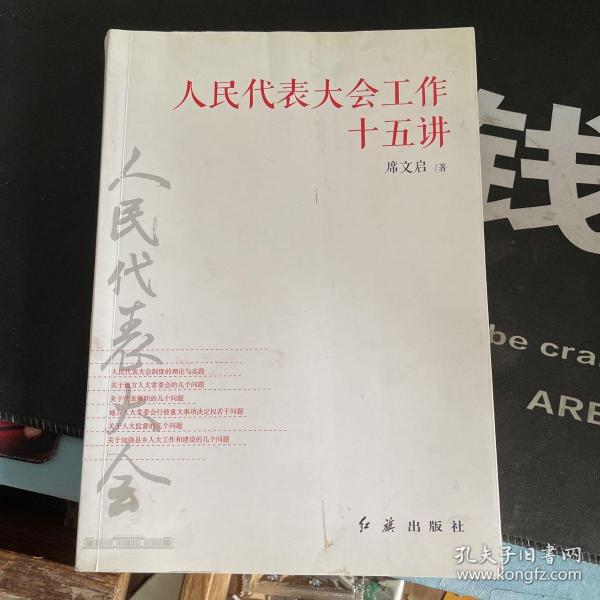 人民代表大会工作
十五讲
席文启 /著
人民代表大会
人民代表大会制度的理论与实践
关于地方人大常委会的几个问题
关于代表履职的几个问题
地方人大常委会行使重大事项决定权若干问题
关于人大监督的几个问题
关于加强县乡人大工作和建设的几个问题
……
红旗出版社
钱
be cra
ARE
孔夫子旧书网
www.kongfz.com